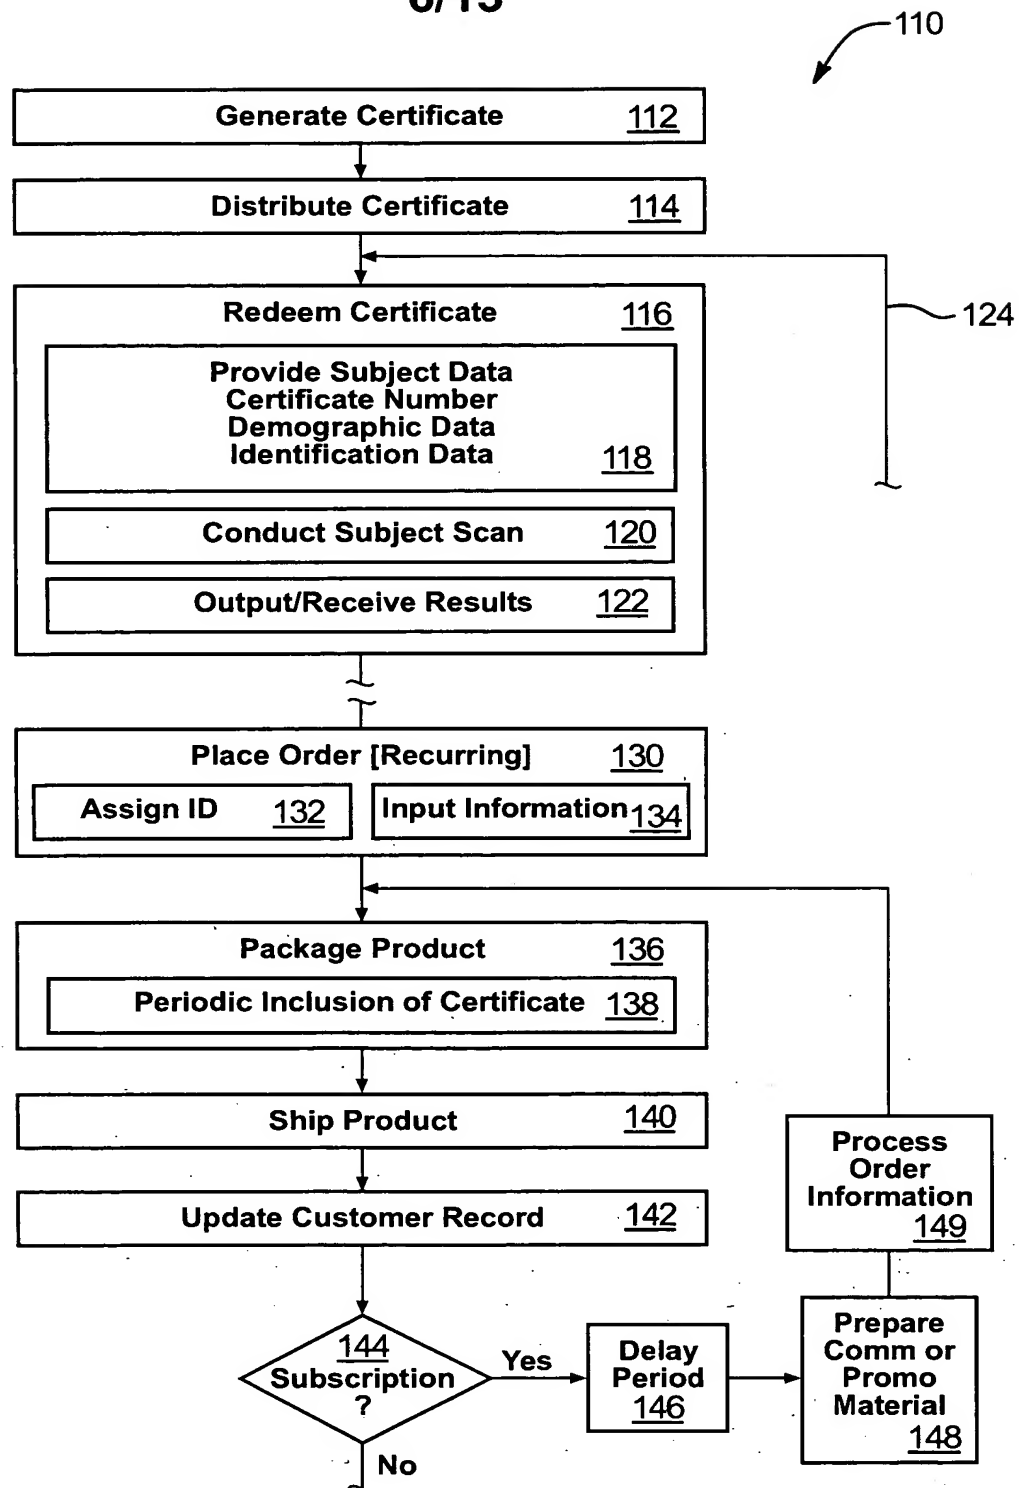 6/15
110
Generate Certificate 112
Distribute Certificate 114
124
Redeem Certificate 116
Provide Subject Data
Certificate Number
Demographic Data
Identification Data 118
Conduct Subject Scan 120
Output/Receive Results 122
Place Order [Recurring] 130
Assign ID 132
Input Information 134
Package Product 136
Periodic Inclusion of Certificate 138
Ship Product 140
Update Customer Record 142
144
Subscription
?
Yes
No
Delay
Period
146
Prepare
Comm or
Promo
Material
148
Process
Order
Information
149